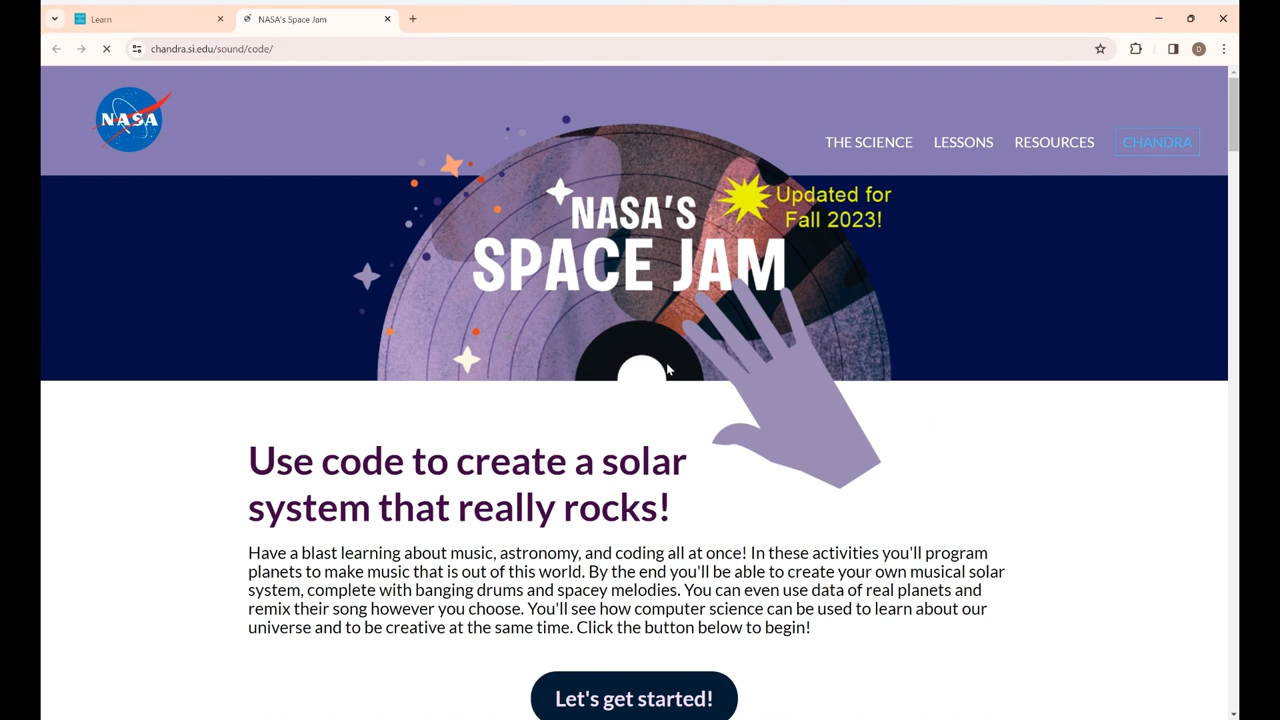 Learn
NASA's Space Jam
chandra.si.edu/sound/code/
D
NASA
THE SCIENCE
LESSONS
RESOURCES
CHANDRA
NASA'S
SPACE JAM
Updated for
Fall 2023!
Use code to create a solar
system that really rocks!
Have a blast learning about music, astronomy, and coding all at once! In these activities you'll program
planets to make music that is out of this world. By the end you'll be able to create your own musical solar
system, complete with banging drums and spacey melodies. You can even use data of real planets and
remix their song however you choose. You'll see how computer science can be used to learn about our
universe and to be creative at the same time. Click the button below to begin!
Let's get started!